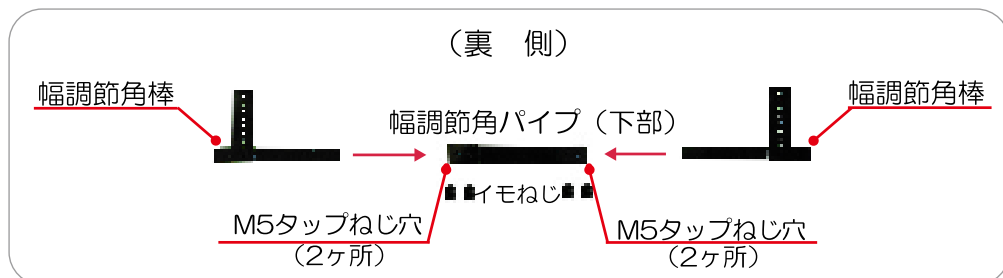 （裏　側）
幅調節角棒
幅調節角棒
幅調節角パイプ（下部）
イモねじ
M5タップねじ穴
（2ヶ所）
M5タップねじ穴
（2ヶ所）